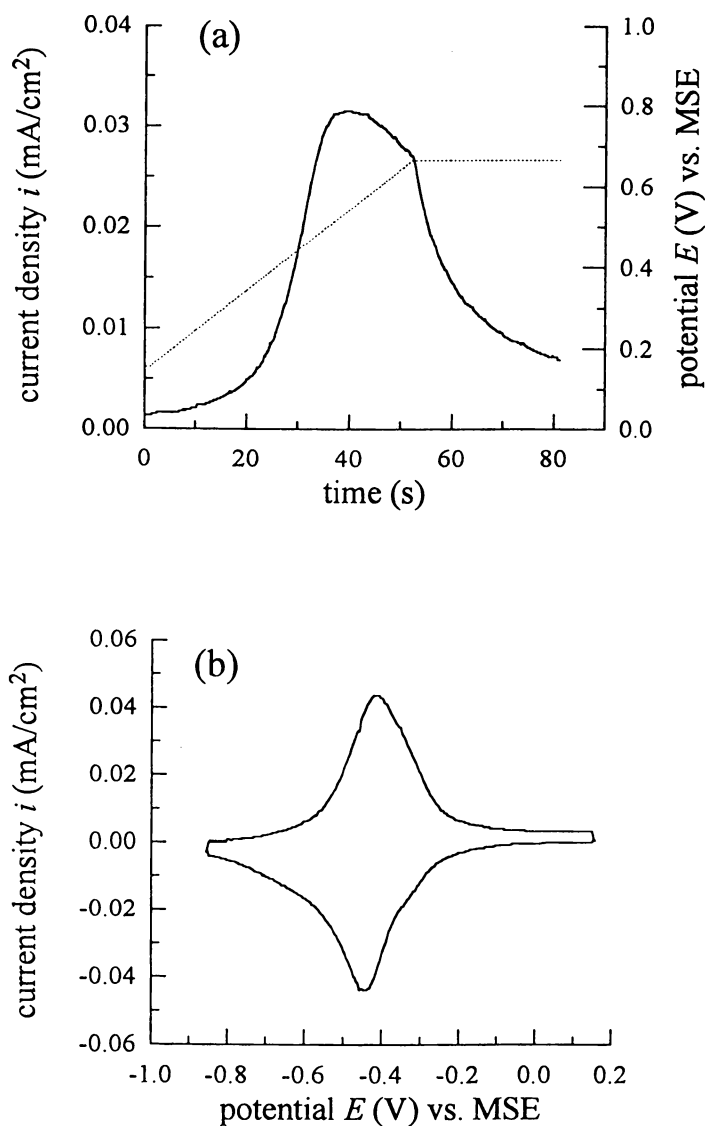 (a)
current density i (mA/cm²)
0.04
0.03
0.02
0.01
0.00
potential E (V) vs. MSE
1.0
0.8
0.6
0.4
0.2
0.0
0 20 40 60 80
time (s)
(b)
current density i (mA/cm²)
0.06
0.04
0.02
0.00
-0.02
-0.04
-0.06
-1.0 -0.8 -0.6 -0.4 -0.2 0.0 0.2
potential E (V) vs. MSE